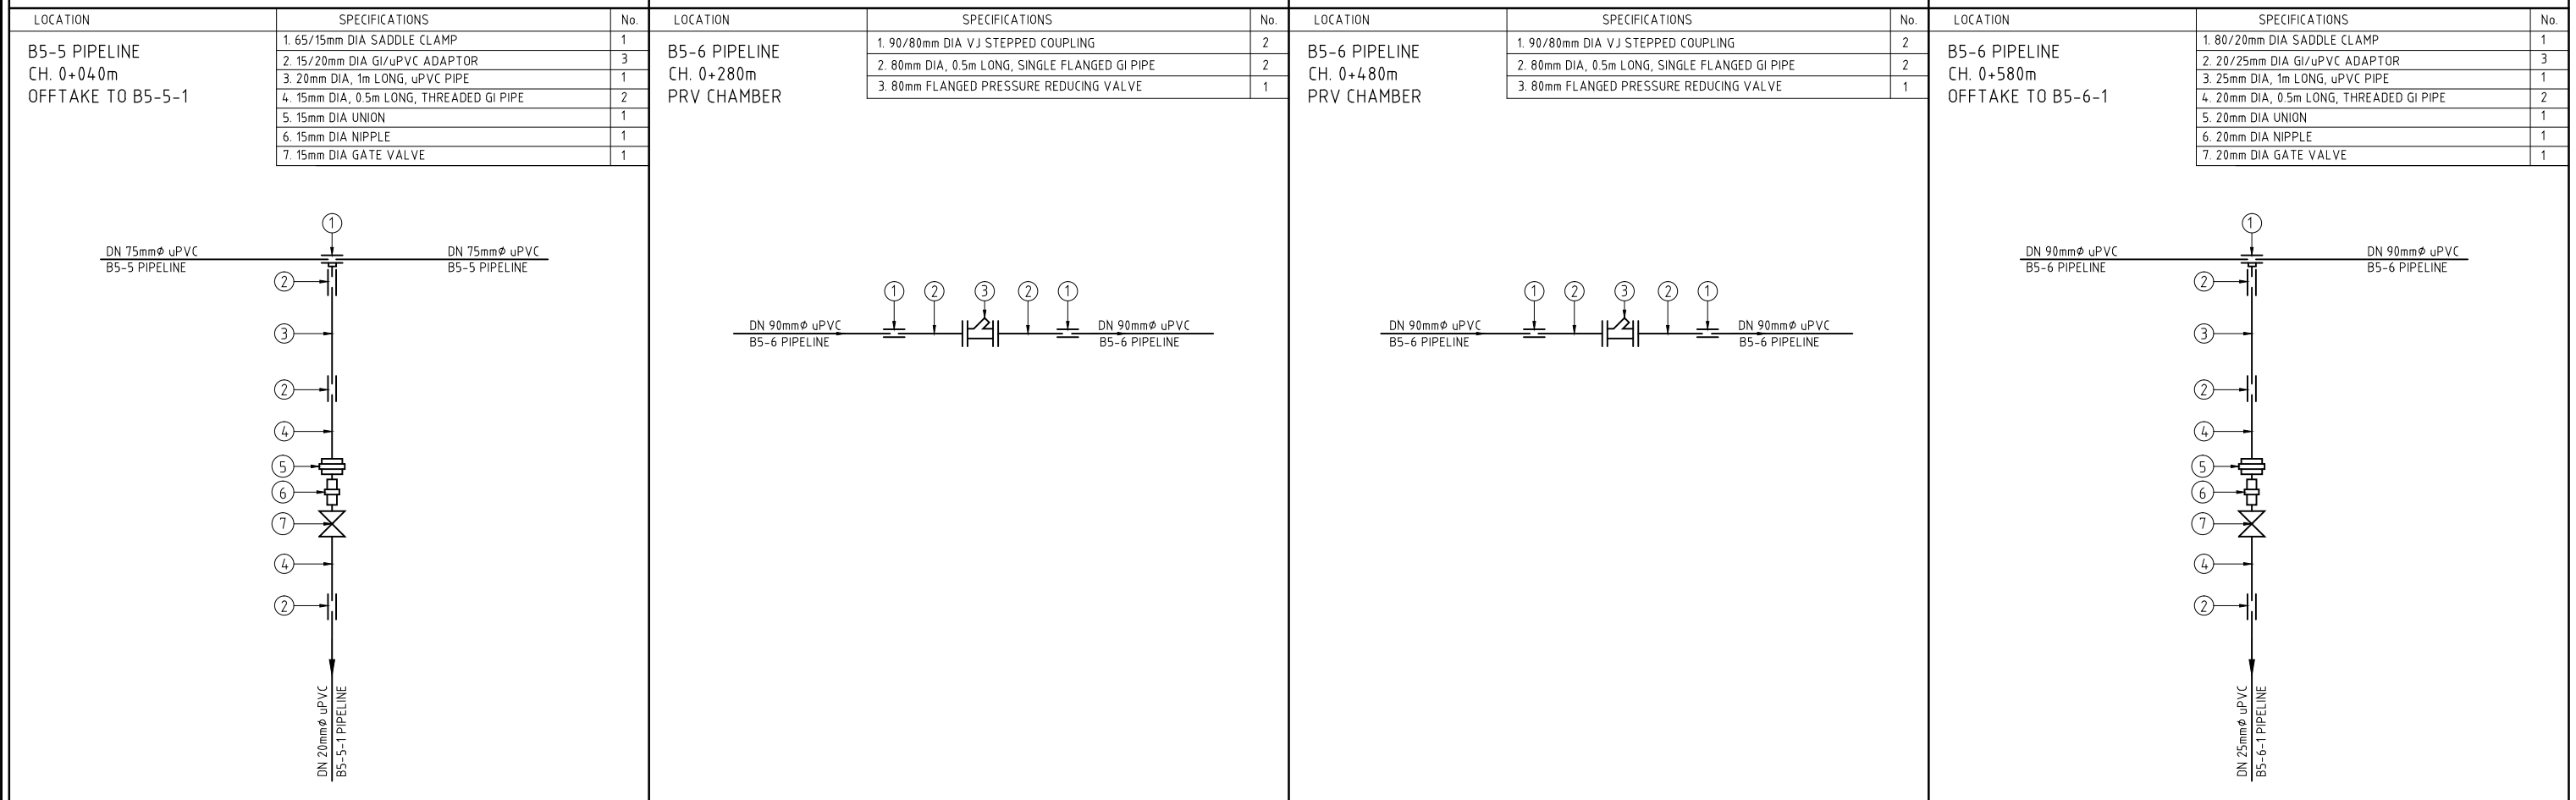 LOCATION SPECIFICATIONS No.
B5-5 PIPELINE
CH. 0+040m
OFFTAKE TO B5-5-1
1. 65/15mm DIA SADDLE CLAMP 1
2. 15/20mm DIA GI/uPVC ADAPTOR 3
3. 20mm DIA, 1m LONG, uPVC PIPE 1
4. 15mm DIA, 0.5m LONG, THREADED GI PIPE 2
5. 15mm DIA UNION 1
6. 15mm DIA NIPPLE 1
7. 15mm DIA GATE VALVE 1
1
DN 75mmØ uPVC
B5-5 PIPELINE
DN 75mmØ uPVC
B5-5 PIPELINE
2
3
2
4
5
6
7
4
2
DN 20mmØ uPVC
B5-5-1 PIPELINE
LOCATION SPECIFICATIONS No.
B5-6 PIPELINE
CH. 0+280m
PRV CHAMBER
1. 90/80mm DIA VJ STEPPED COUPLING 2
2. 80mm DIA, 0.5m LONG, SINGLE FLANGED GI PIPE 2
3. 80mm FLANGED PRESSURE REDUCING VALVE 1
1 2 3 2 1
DN 90mmØ uPVC
B5-6 PIPELINE
DN 90mmØ uPVC
B5-6 PIPELINE
LOCATION SPECIFICATIONS No.
B5-6 PIPELINE
CH. 0+480m
PRV CHAMBER
1. 90/80mm DIA VJ STEPPED COUPLING 2
2. 80mm DIA, 0.5m LONG, SINGLE FLANGED GI PIPE 2
3. 80mm FLANGED PRESSURE REDUCING VALVE 1
1 2 3 2 1
DN 90mmØ uPVC
B5-6 PIPELINE
DN 90mmØ uPVC
B5-6 PIPELINE
LOCATION SPECIFICATIONS No.
B5-6 PIPELINE
CH. 0+580m
OFFTAKE TO B5-6-1
1. 80/20mm DIA SADDLE CLAMP 1
2. 20/25mm DIA GI/uPVC ADAPTOR 3
3. 25mm DIA, 1m LONG, uPVC PIPE 1
4. 20mm DIA, 0.5m LONG, THREADED GI PIPE 2
5. 20mm DIA UNION 1
6. 20mm DIA NIPPLE 1
7. 20mm DIA GATE VALVE 1
1
DN 90mmØ uPVC
B5-6 PIPELINE
DN 90mmØ uPVC
B5-6 PIPELINE
2
3
2
4
5
6
7
4
2
DN 25mmØ uPVC
B5-6-1 PIPELINE